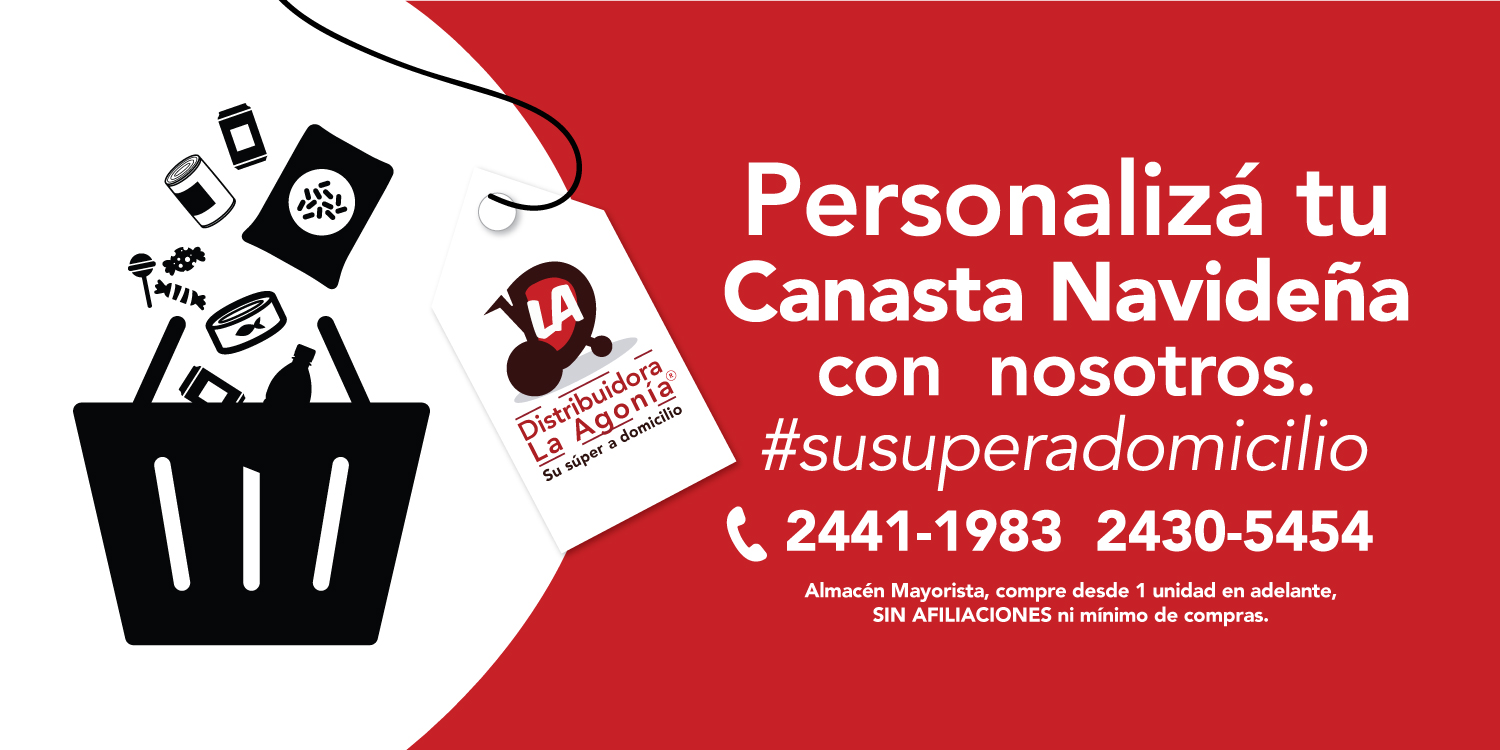 LA
Distribuidora
La Agonía®
Su súper a domicilio
Personalizá tu
Canasta Navideña
con nosotros.
#susuperadomicilio
2441-1983 2430-5454
Almacén Mayorista, compre desde 1 unidad en adelante,
SIN AFILIACIONES ni mínimo de compras.